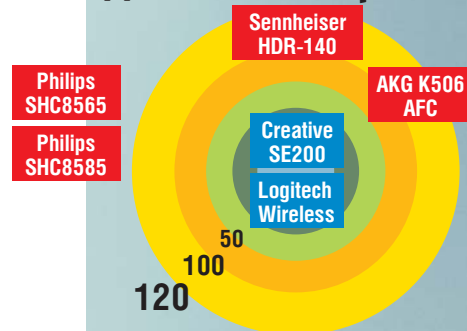 Sennheiser
HDR-140
Philips
SHC8565
AKG K506
AFC
Philips
SHC8585
Creative
SE200
Logitech
Wireless
50
100
120